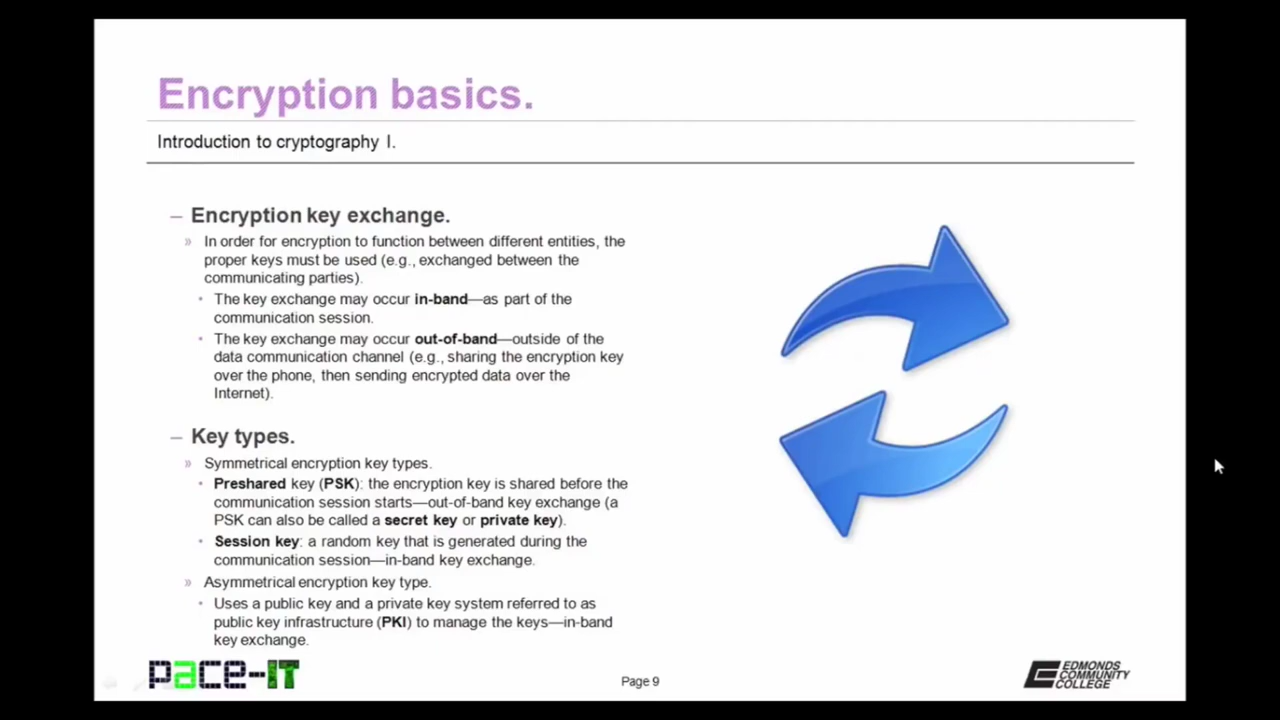 Encryption basics.
Introduction to cryptography I.
– Encryption key exchange.
» In order for encryption to function between different entities, the
proper keys must be used (e.g., exchanged between the
communicating parties).
• The key exchange may occur in-band—as part of the
communication session.
• The key exchange may occur out-of-band—outside of the
data communication channel (e.g., sharing the encryption key
over the phone, then sending encrypted data over the
Internet).
– Key types.
» Symmetrical encryption key types.
• Preshared key (PSK): the encryption key is shared before the
communication session starts—out-of-band key exchange (a
PSK can also be called a secret key or private key).
• Session key: a random key that is generated during the
communication session—in-band key exchange.
» Asymmetrical encryption key type.
• Uses a public key and a private key system referred to as
public key infrastructure (PKI) to manage the keys—in-band
key exchange.
pace-IT
Page 9
EDMONDS
COMMUNITY
COLLEGE